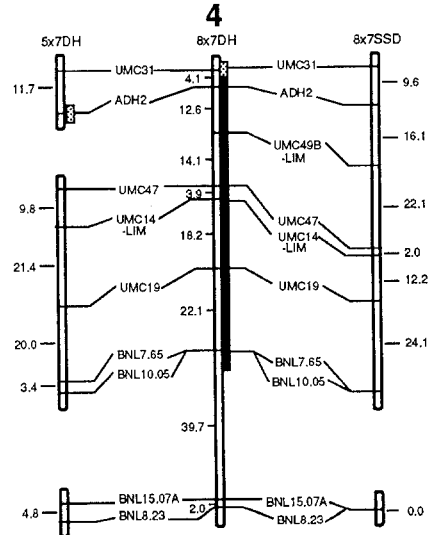 4
5x7DH 8x7DH 8x7SSD
UMC31 UMC31
11.7 4.1 9.6
ADH2 ADH2
12.6
16.1
UMC49B
-LIM
14.1
UMC47 3.9
9.8 22.1
UMC14
-LIM
UMC47
18.2 UMC14
-LIM
2.0
21.4
12.2
UMC19 UMC19
22.1
20.0 24.1
BNL7.65 BNL7.65
BNL10.05 BNL10.05
3.4
39.7
BNL15.07A BNL15.07A
4.8 2.0 0.0
BNL8.23 BNL8.23